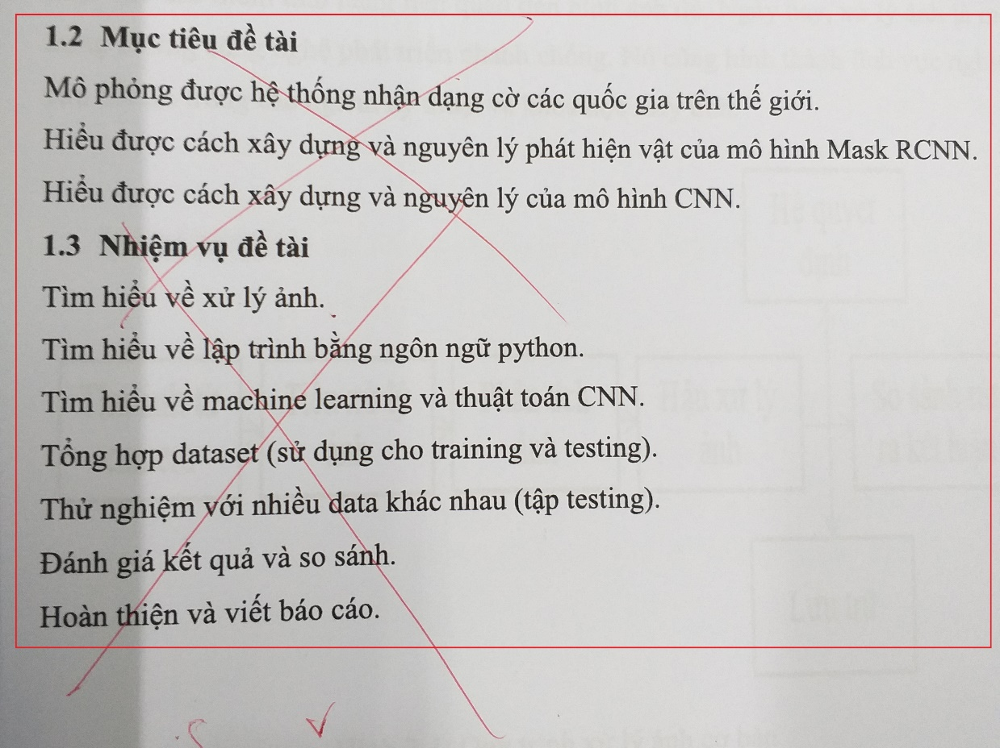 1.2 Mục tiêu đề tài
Mô phỏng được hệ thống nhận dạng cờ các quốc gia trên thế giới.
Hiểu được cách xây dựng và nguyên lý phát hiện vật của mô hình Mask RCNN.
Hiểu được cách xây dựng và nguyên lý của mô hình CNN.
1.3 Nhiệm vụ đề tài
Tìm hiểu về xử lý ảnh.
Tìm hiểu về lập trình bằng ngôn ngữ python.
Tìm hiểu về machine learning và thuật toán CNN.
Tổng hợp dataset (sử dụng cho training và testing).
Thử nghiệm với nhiều data khác nhau (tập testing).
Đánh giá kết quả và so sánh.
Hoàn thiện và viết báo cáo.